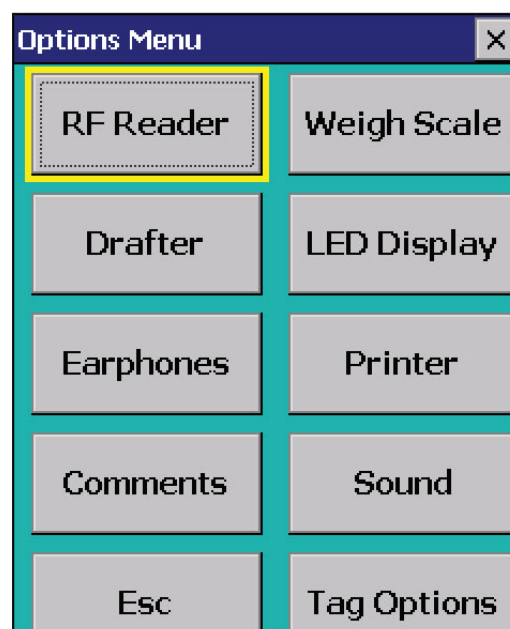 Options Menu
RF Reader
Weigh Scale
Drafter
LED Display
Earphones
Printer
Comments
Sound
Esc
Tag Options